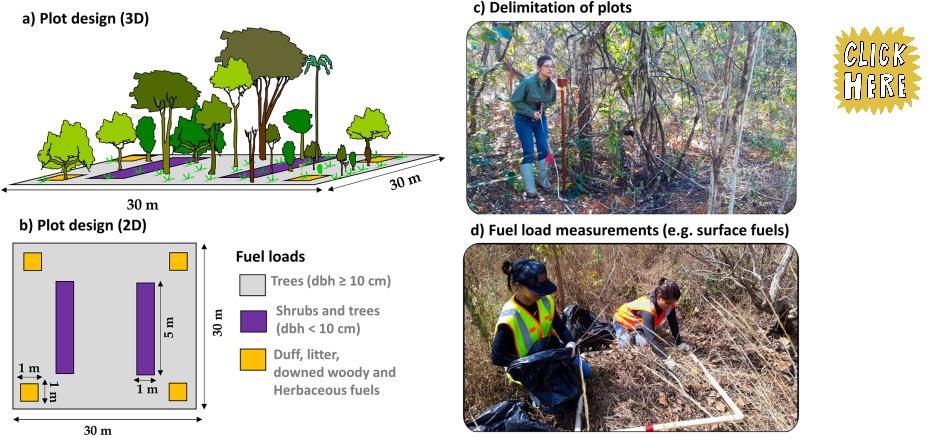 a) Plot design (3D)
30 m
30 m
b) Plot design (2D)
1 m
1 m
5 m
1 m
30 m
30 m
Fuel loads
Trees (dbh ≥ 10 cm)
Shrubs and trees
(dbh < 10 cm)
Duff, litter,
downed woody and
Herbaceous fuels
c) Delimitation of plots
d) Fuel load measurements (e.g. surface fuels)
CLICK
HERE